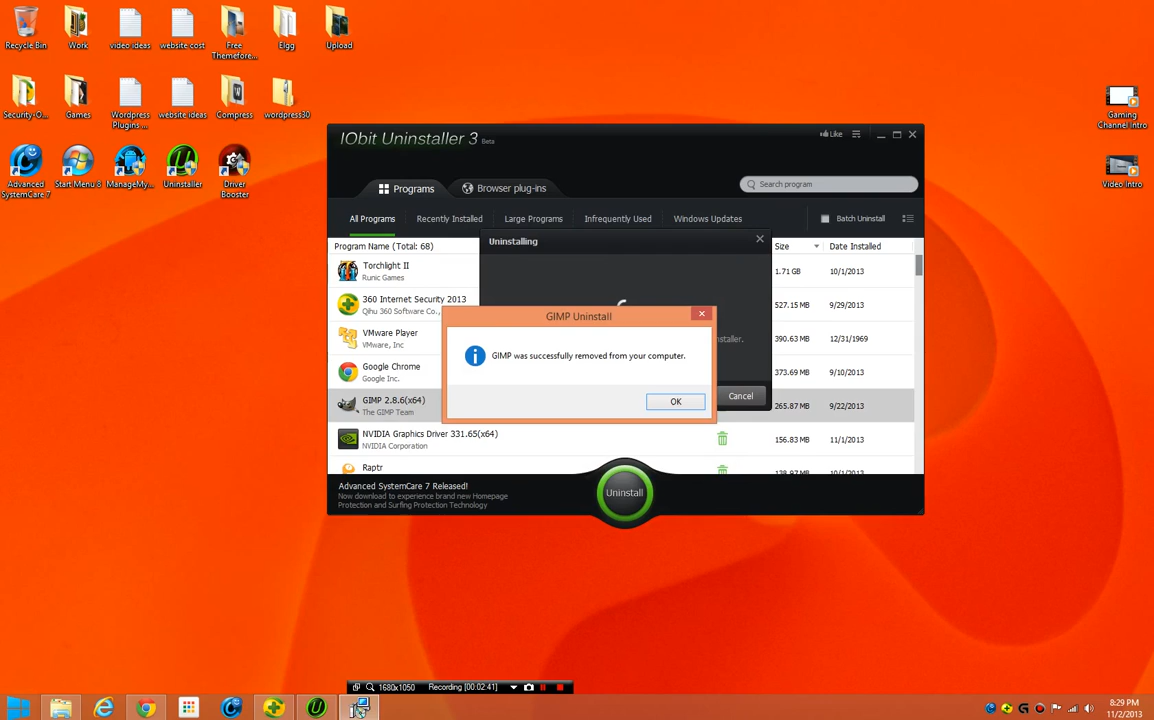 Recycle Bin
Work
video ideas
website cost
Free
Themefore...
Elgg
Upload
Security-O...
Games
Wordpress
Plugins ...
website ideas
Compress
wordpress30
Advanced
SystemCare 7
Start Menu 8
ManageMy...
Uninstaller
Driver
Booster
Gaming
Channel Intro
Video Intro
IObit Uninstaller 3 Beta
Like
Programs
Browser plug-ins
Search program
All Programs
Recently Installed
Large Programs
Infrequently Used
Windows Updates
Batch Uninstall
Program Name (Total: 68)
Size
Date Installed
Uninstalling
Torchlight II
Runic Games
1.71 GB
10/1/2013
360 Internet Security 2013
Qihu 360 Software Co.,
527.15 MB
9/29/2013
VMware Player
VMware, Inc
390.63 MB
12/31/1969
Google Chrome
Google Inc.
373.69 MB
9/10/2013
GIMP 2.8.6(x64)
The GIMP Team
265.87 MB
9/22/2013
NVIDIA Graphics Driver 331.65(x64)
NVIDIA Corporation
156.83 MB
11/1/2013
Raptr
138.97 MB
10/1/2013
staller.
Cancel
GIMP Uninstall
GIMP was successfully removed from your computer.
OK
Advanced SystemCare 7 Released!
Now download to experience brand new Homepage
Protection and Surfing Protection Technology
Uninstall
1680x1050
Recording [00:02:41]
8:29 PM
11/2/2013